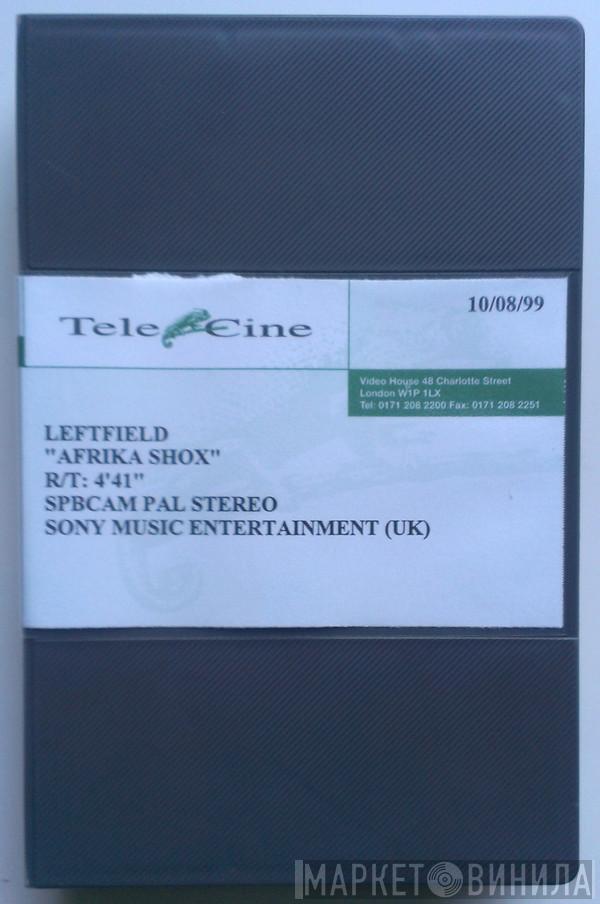 Tele Cine
10/08/99
Video House 48 Charlotte Street
London W1P 1LX
Tel: 0171 208 2200 Fax: 0171 208 2251
LEFTFIELD
"AFRIKA SHOX"
R/T: 4'41"
SPBCAM PAL STEREO
SONY MUSIC ENTERTAINMENT (UK)
МАРКЕТ ВИНИЛА